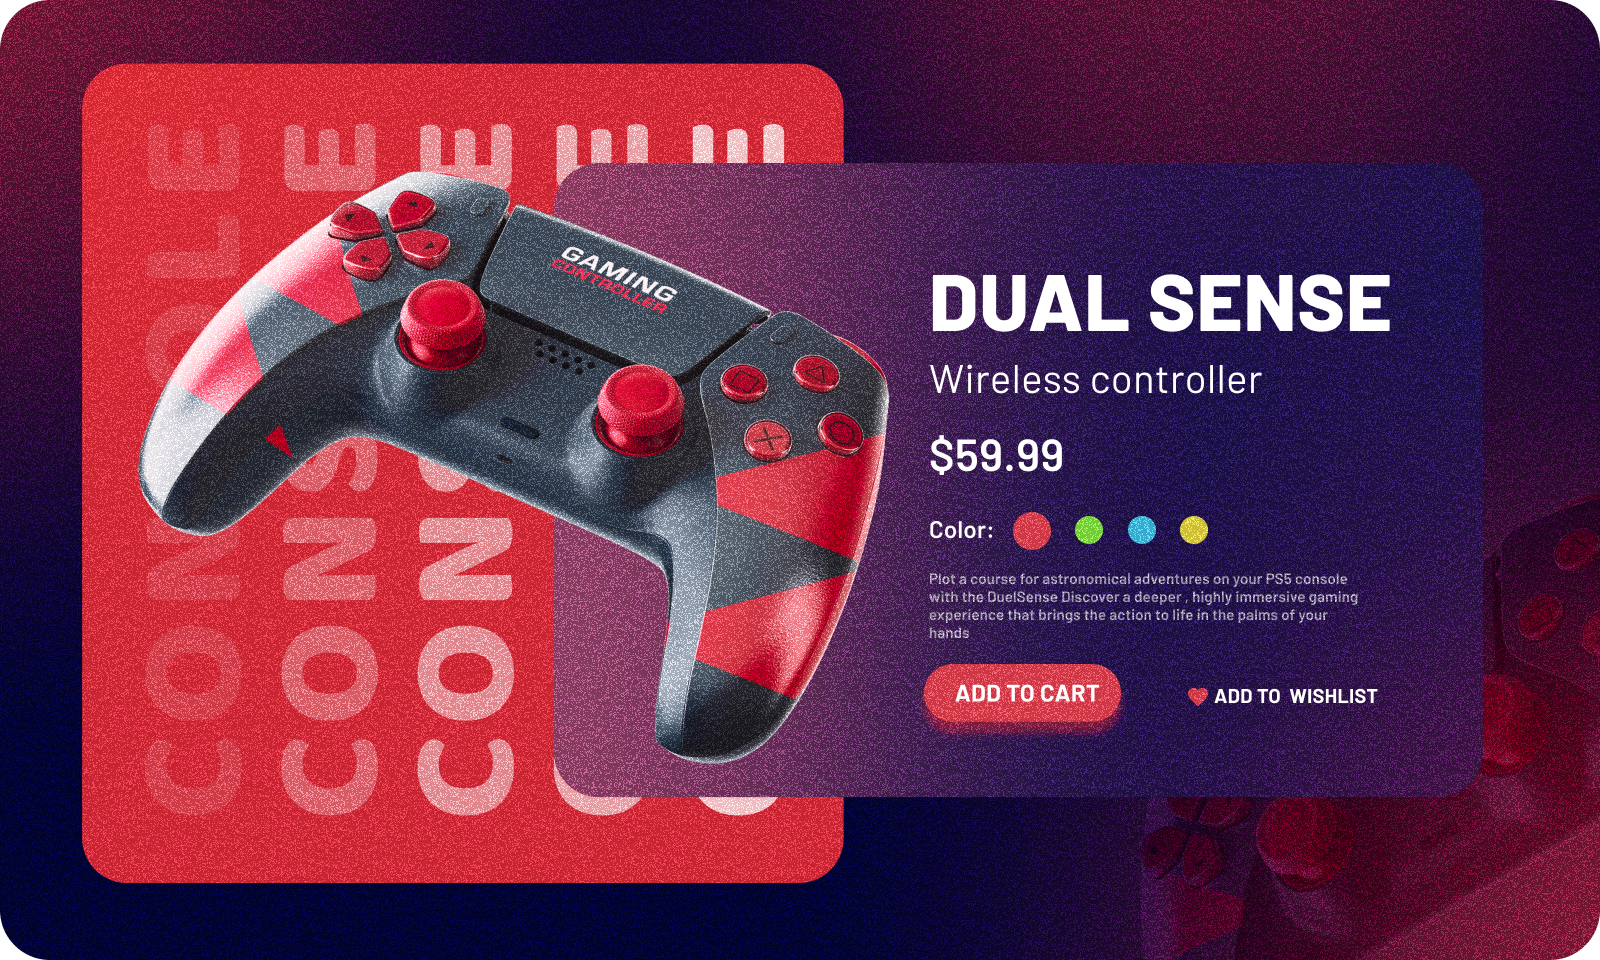 CONSOLE
CONSOLE
CONSOLE
GAMING
CONTROLLER
DUAL SENSE
Wireless controller
$59.99
Color:
Plot a course for astronomical adventures on your PS5 console
with the DuelSense Discover a deeper , highly immersive gaming
experience that brings the action to life in the palms of your
hands
ADD TO CART
ADD TO WISHLIST